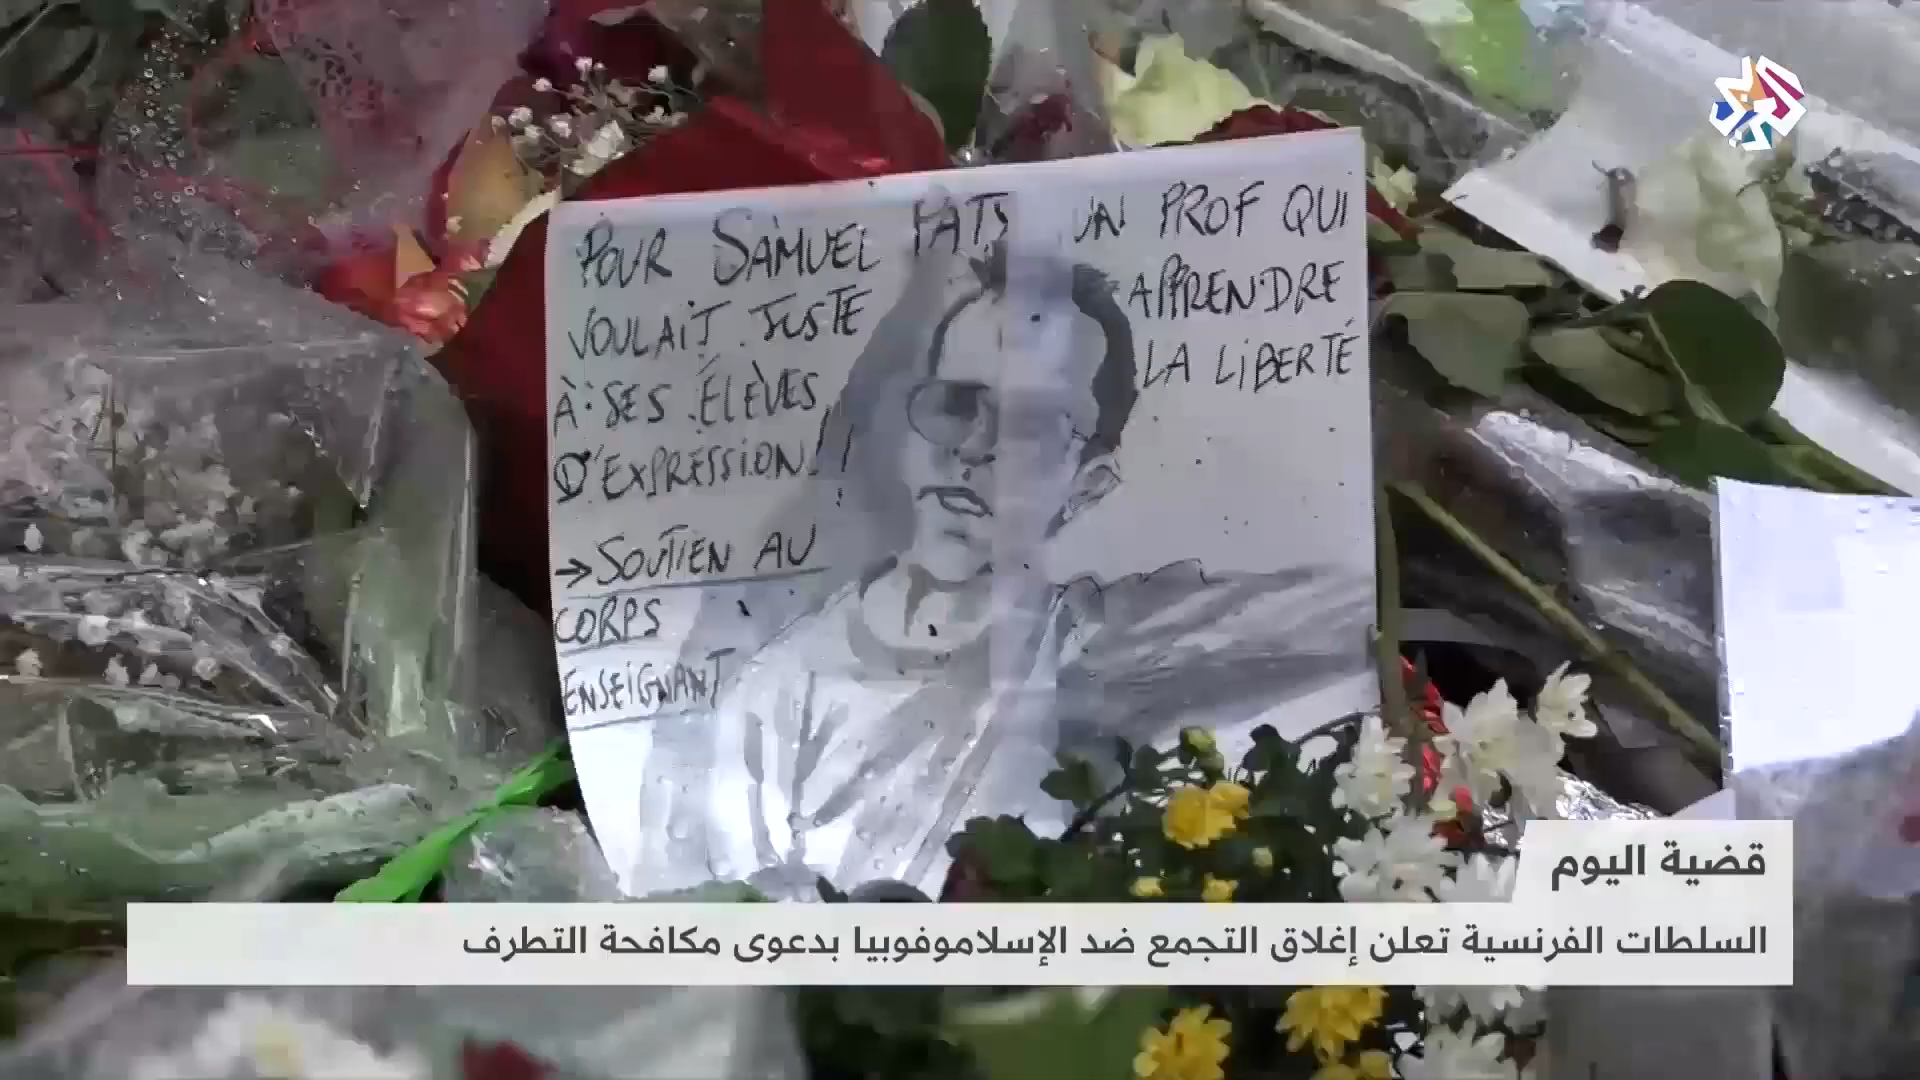 POUR SAMUEL PATY UN PROF QUI
VOULAIT JUSTE APPRENDRE
À SES ÉLÈVES LA LIBERTÉ
D'EXPRESSION!!
→ SOUTIEN AU
CORPS
ENSEIGNANT
قضية اليوم
السلطات الفرنسية تعلن إغلاق التجمع ضد الإسلاموفوبيا بدعوى مكافحة التطرف